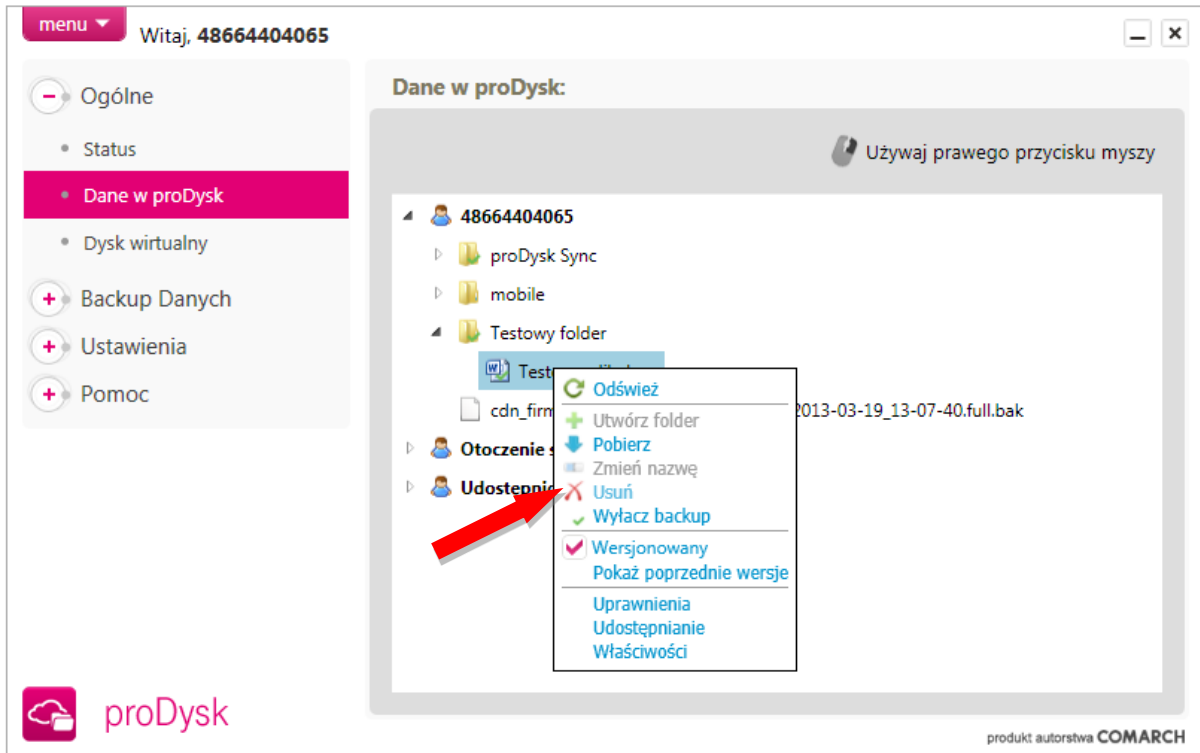 menu
Witaj, 48664404065
Ogólne
Status
Dane w proDysk
Dysk wirtualny
Backup Danych
Ustawienia
Pomoc
proDysk
Dane w proDysk:
Używaj prawego przycisku myszy
48664404065
proDysk Sync
mobile
Testowy folder
cdn_firm 2013-03-19_13-07-40.full.bak
Otoczenie
Odśwież
Utwórz folder
Pobierz
Zmień nazwę
Usuń
Wyłacz backup
Wersjonowany
Pokaż poprzednie wersje
Uprawnienia
Udostępnianie
Właściwości
produkt autorstwa COMARCH